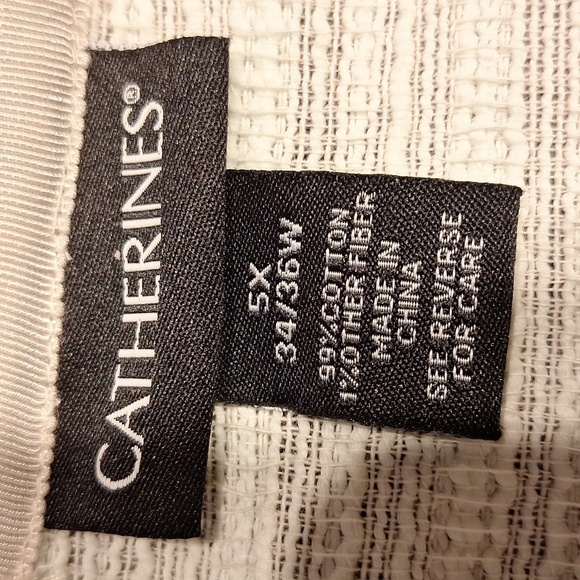 CATHERINES®
5X
34/36W
99% COTTON
1% OTHER FIBER
MADE IN
CHINA
SEE REVERSE
FOR CARE